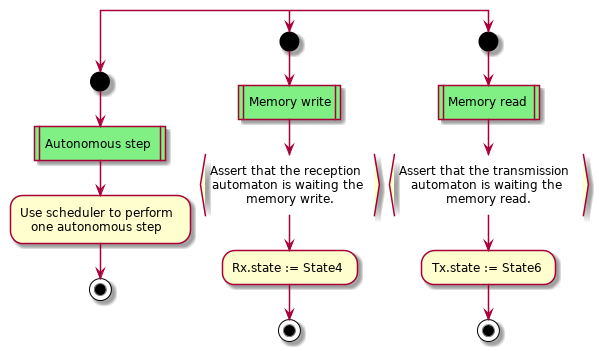 Autonomous step
Use scheduler to perform
one autonomous step
Memory write
Assert that the reception
automaton is waiting the
memory write.
Rx.state := State4
Memory read
Assert that the transmission
automaton is waiting the
memory read.
Tx.state := State6